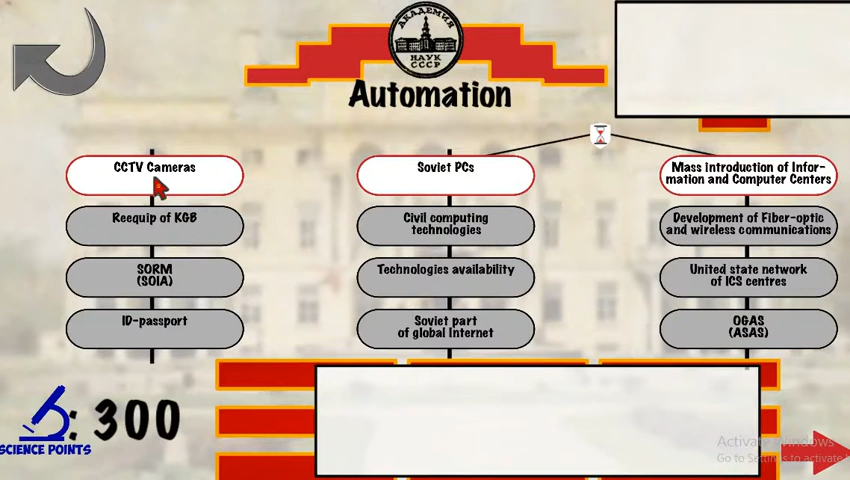 АКАДЕМИЯ
НАУК
СССР
Automation
CCTV Cameras
Soviet PCs
Mass introduction of Infor-
mation and Computer Centers
Reequip of KGB
Civil computing
technologies
Development of Fiber-optic
and wireless communications
SORM
(SOIA)
Technologies availability
United state network
of ICS centres
ID-passport
Soviet part
of global Internet
OGAS
(ASAS)
: 300
SCIENCE POINTS
Activate Windows
Go to Settings to activate